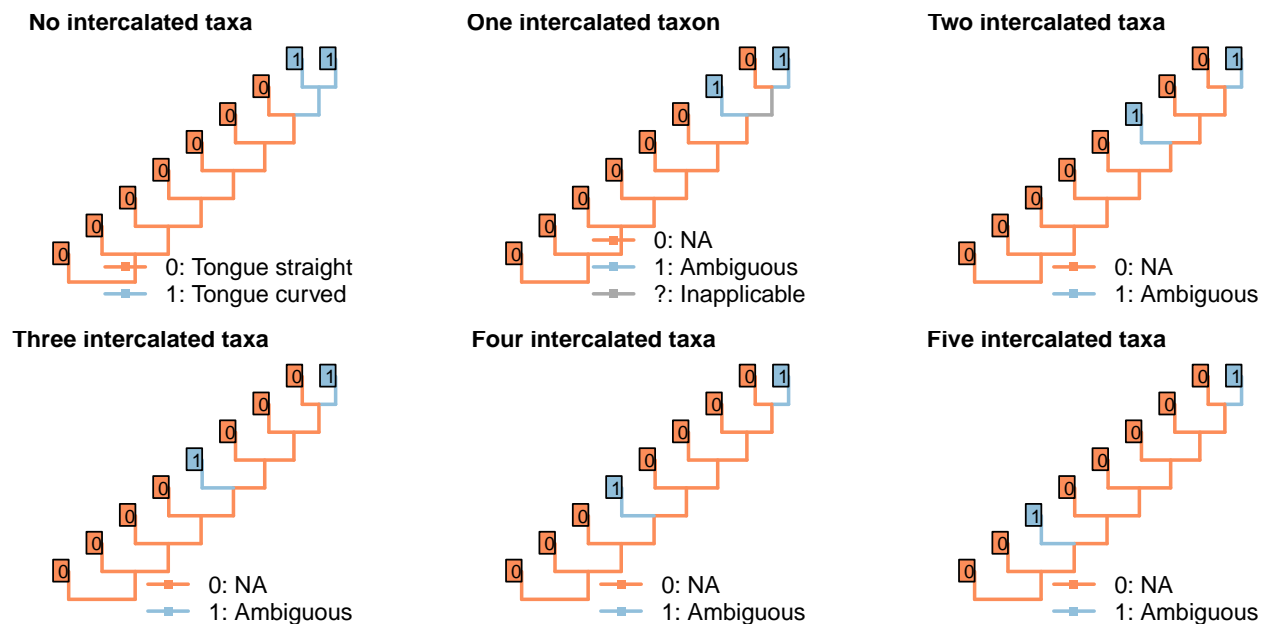 No intercalated taxa
1 1
0
0
0
0
0
0
0
0: Tongue straight
1: Tongue curved
One intercalated taxon
0 1
1
0
0
0
0
0
0
0: NA
1: Ambiguous
?: Inapplicable
Two intercalated taxa
0 1
0
1
0
0
0
0
0
0: NA
1: Ambiguous
Three intercalated taxa
0 1
0
0
1
0
0
0
0
0: NA
1: Ambiguous
Four intercalated taxa
0 1
0
0
0
1
0
0
0
0: NA
1: Ambiguous
Five intercalated taxa
0 1
0
0
0
0
1
0
0
0: NA
1: Ambiguous